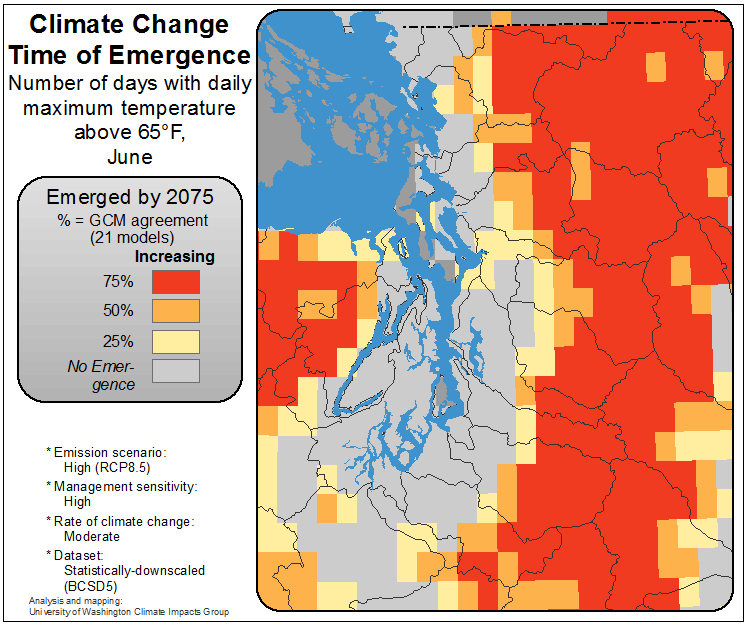 Climate Change
Time of Emergence
Number of days with daily
maximum temperature
above 65°F,
June
Emerged by 2075
% = GCM agreement
(21 models)
Increasing
75%
50%
25%
No Emer-
gence
* Emission scenario:
High (RCP8.5)
* Management sensitivity:
High
* Rate of climate change:
Moderate
* Dataset:
Statistically-downscaled
(BCSD5)
Analysis and mapping:
University of Washington Climate Impacts Group